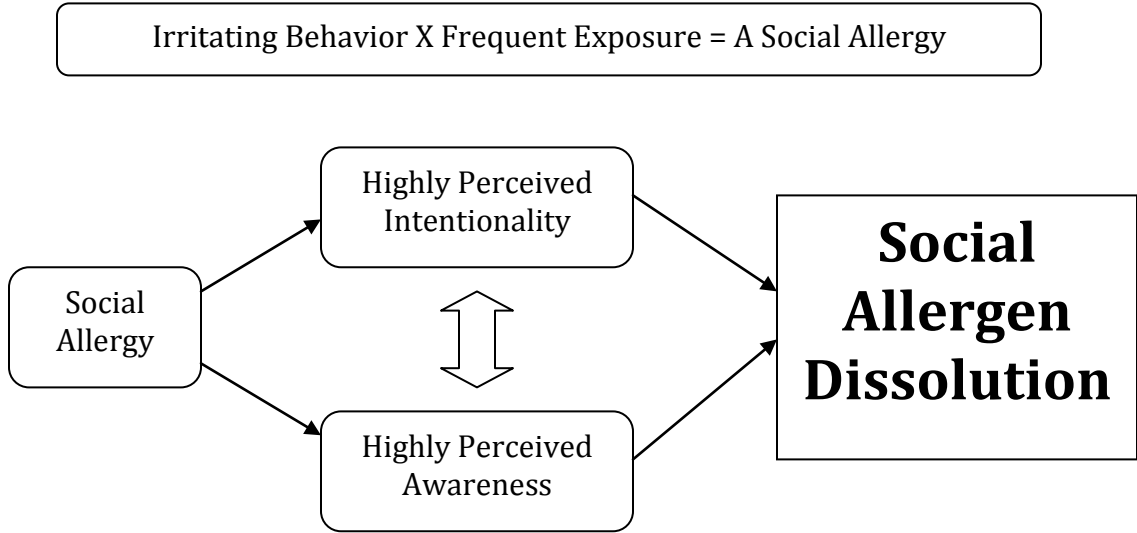 Irritating Behavior X Frequent Exposure = A Social Allergy
Highly Perceived
Intentionality
Social
Allergy
Highly Perceived
Awareness
Social
Allergen
Dissolution